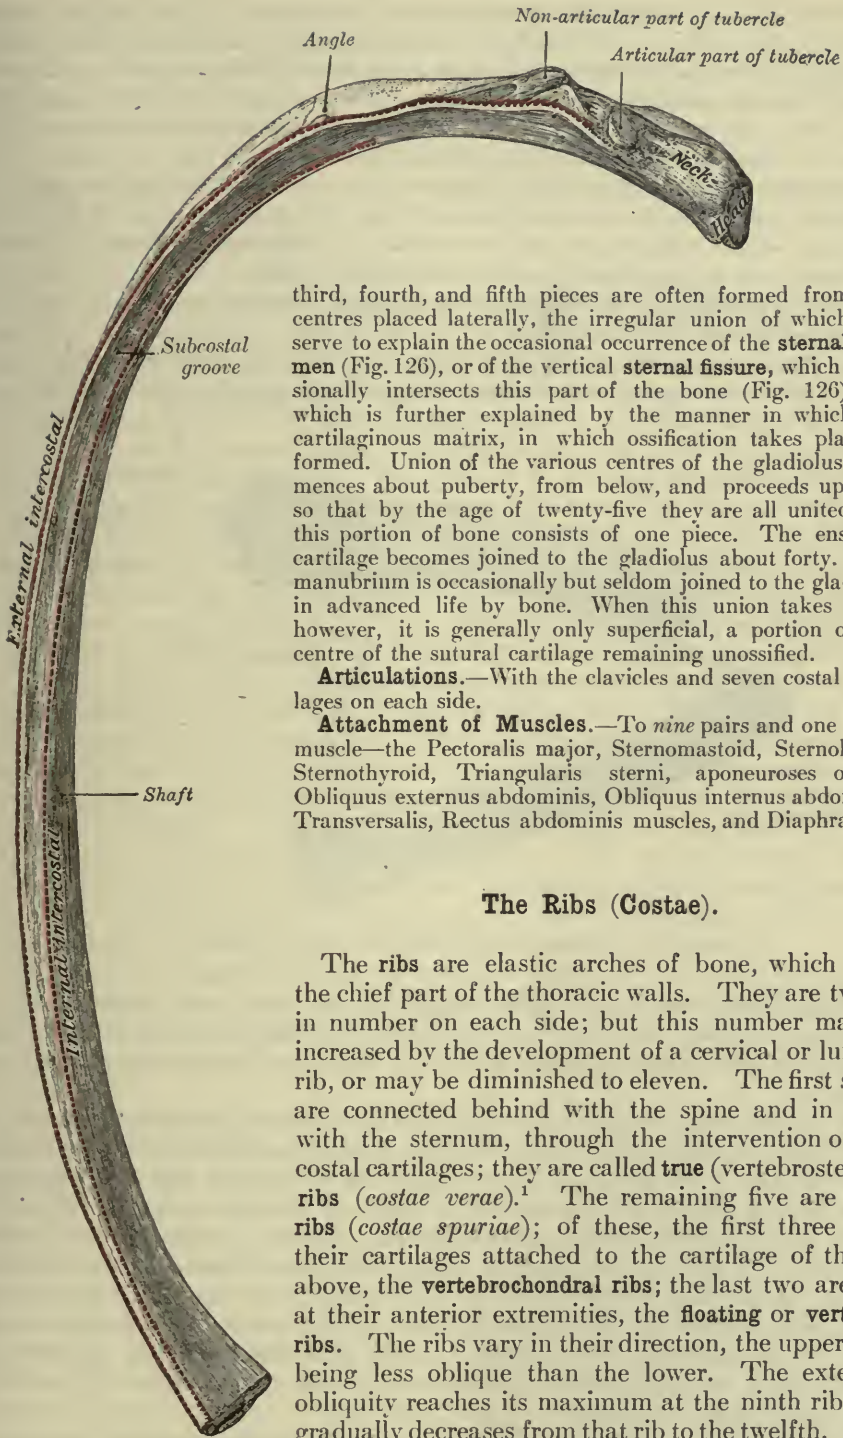 Non-articular part of tubercle
Angle
Articular part of tubercle
Neck
Head
Subcostal
groove
External intercostal
Shaft
Internal intercostal
third, fourth, and fifth pieces are often formed from
centres placed laterally, the irregular union of which
serve to explain the occasional occurrence of the sternal
men (Fig. 126), or of the vertical sternal fissure, which
sionally intersects this part of the bone (Fig. 126)
which is further explained by the manner in which
cartilaginous matrix, in which ossification takes pla
formed. Union of the various centres of the gladiolus
mences about puberty, from below, and proceeds up
so that by the age of twenty-five they are all united
this portion of bone consists of one piece. The ens
cartilage becomes joined to the gladiolus about forty.
manubrium is occasionally but seldom joined to the gla
in advanced life by bone. When this union takes
however, it is generally only superficial, a portion o
centre of the sutural cartilage remaining unossified.
Articulations.—With the clavicles and seven costal
lages on each side.
Attachment of Muscles.—To nine pairs and one
muscle—the Pectoralis major, Sternomastoid, Sternoh
Sternothyroid, Triangularis sterni, aponeuroses o
Obliquus externus abdominis, Obliquus internus abdo
Transversalis, Rectus abdominis muscles, and Diaphra
The Ribs (Costae).
The ribs are elastic arches of bone, which
the chief part of the thoracic walls. They are tw
in number on each side; but this number ma
increased by the development of a cervical or lu
rib, or may be diminished to eleven. The first s
are connected behind with the spine and in
with the sternum, through the intervention o
costal cartilages; they are called true (vertebroste
ribs (costae verae).¹ The remaining five are
ribs (costae spuriae); of these, the first three
their cartilages attached to the cartilage of th
above, the vertebrochondral ribs; the last two are
at their anterior extremities, the floating or vert
ribs. The ribs vary in their direction, the upper
being less oblique than the lower. The exte
obliquity reaches its maximum at the ninth rib
gradually decreases from that rib to the twelfth.